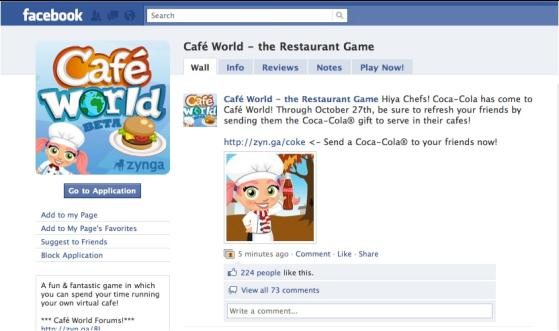 facebook
Search
Café World – the Restaurant Game
Wall Info Reviews Notes Play Now!
Café
World
BETA
zynga
Go to Application
Add to my Page
Add to My Page's Favorites
Suggest to Friends
Block Application
A fun & fantastic game in which
you can spend your time running
your own virtual cafe!
*** Café World Forums!***
http://zyn.ga/8L
Café World
Café World – the Restaurant Game Hiya Chefs! Coca-Cola has come to
Café World! Through October 27th, be sure to refresh your friends by
sending them the Coca-Cola® gift to serve in their cafes!
http://zyn.ga/coke <- Send a Coca-Cola® to your friends now!
5 minutes ago · Comment · Like · Share
224 people like this.
View all 73 comments
Write a comment...